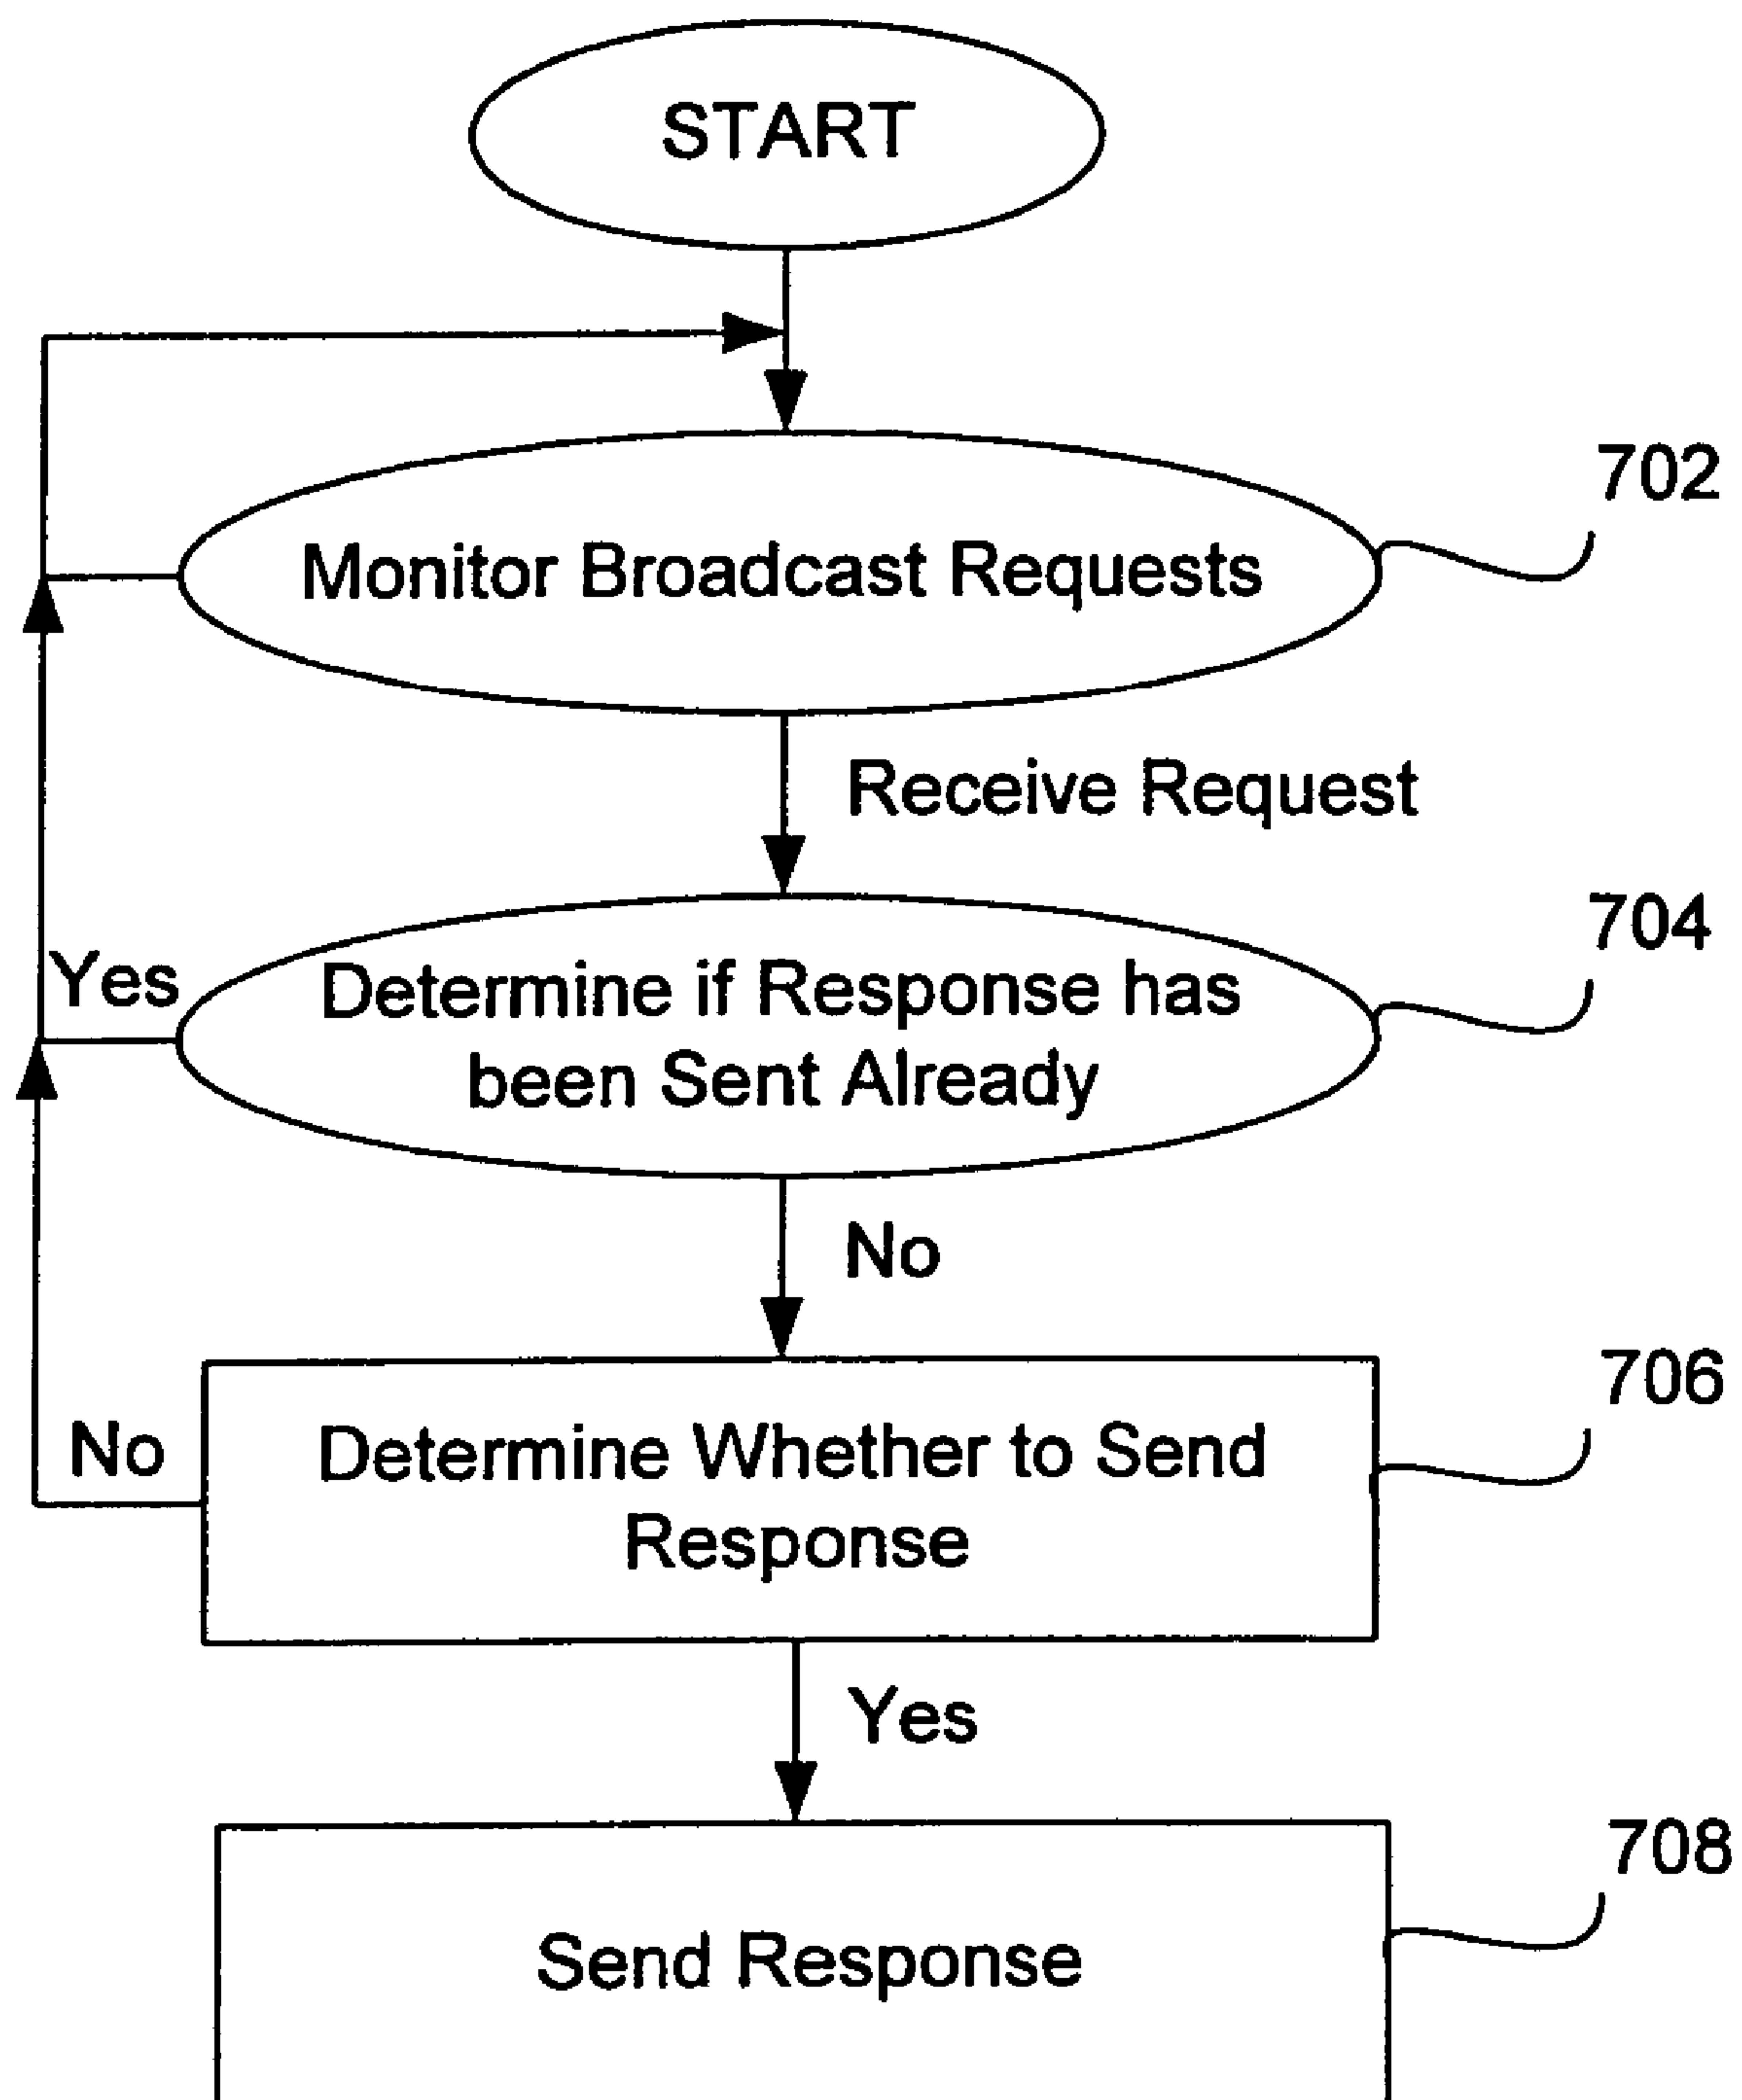 START
702
Monitor Broadcast Requests
Receive Request
704
Yes
Determine if Response has
been Sent Already
No
706
No
Determine Whether to Send
Response
Yes
708
Send Response